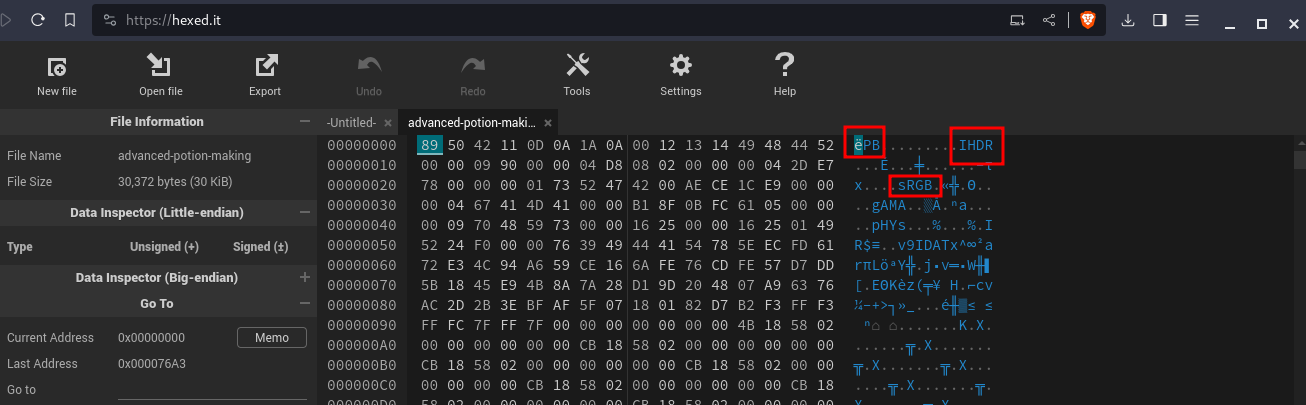 https://hexed.it
New file Open file Export Undo Redo Tools Settings Help
File Information
File Name advanced-potion-making
File Size 30,372 bytes (30 KiB)
Data Inspector (Little-endian)
Type Unsigned (+) Signed (±)
Data Inspector (Big-endian)
Go To
Current Address 0x00000000 Memo
Last Address 0x000076A3
Go to
-Untitled- × advanced-potion-maki... ×
00000000 89 50 42 11 0D 0A 1A 0A 00 12 13 14 49 48 44 52 ëPB.........IHDR
00000010 00 00 09 90 00 00 04 D8 08 02 00 00 00 04 2D E7
00000020 78 00 00 00 01 73 52 47 42 00 AE CE 1C E9 00 00 x....sRGB.«╬.Θ..
00000030 00 04 67 41 4D 41 00 00 B1 8F 0B FC 61 05 00 00
00000040 00 09 70 48 59 73 00 00 16 25 00 00 16 25 01 49 ..pHYs...%...%.I
00000050 52 24 F0 00 00 76 39 49 44 41 54 78 5E EC FD 61 R$≡..v9IDATx^∞²a
00000060 72 E3 4C 94 A6 59 CE 16 6A FE 76 CD FE 57 D7 DD
00000070 5B 18 45 E9 4B 8A 7A 28 D1 9D 20 48 07 A9 63 76
00000080 AC 2D 2B 3E BF AF 5F 07 18 01 82 D7 B2 F3 FF F3
00000090 FF FC 7F FF 7F 00 00 00 00 00 00 00 4B 18 58 02
000000A0 00 00 00 00 00 00 CB 18 58 02 00 00 00 00 00 00 ......╦.X.......
000000B0 CB 18 58 02 00 00 00 00 00 00 CB 18 58 02 00 00 ╦.X.......╦.X...
000000C0 00 00 00 00 CB 18 58 02 00 00 00 00 00 00 CB 18 ....╦.X.......╦.